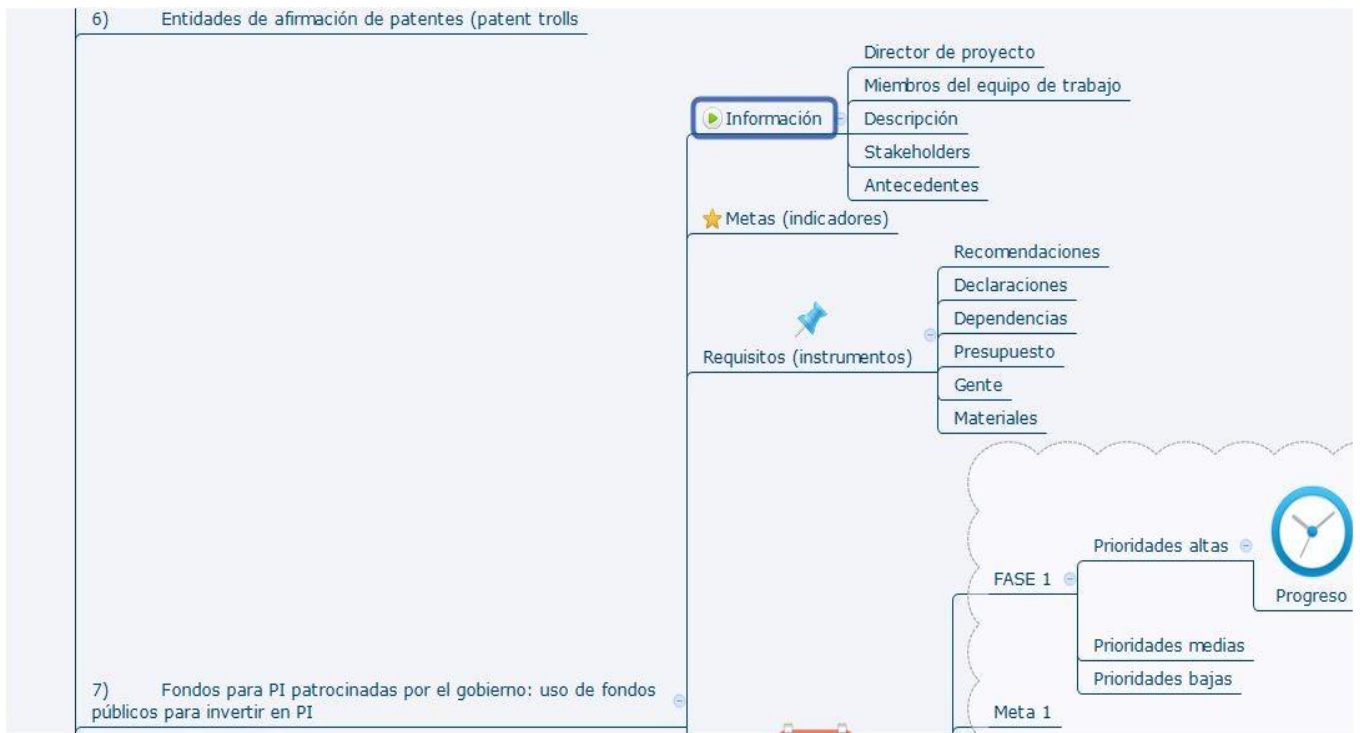 6) Entidades de afirmación de patentes (patent trolls
Director de proyecto
Miembros del equipo de trabajo
Información
Descripción
Stakeholders
Antecedentes
Metas (indicadores)
Recomendaciones
Declaraciones
Dependencias
Requisitos (instrumentos)
Presupuesto
Gente
Materiales
Prioridades altas
FASE 1
Progreso
Prioridades medias
Prioridades bajas
7) Fondos para PI patrocinadas por el gobierno: uso de fondos
públicos para invertir en PI
Meta 1